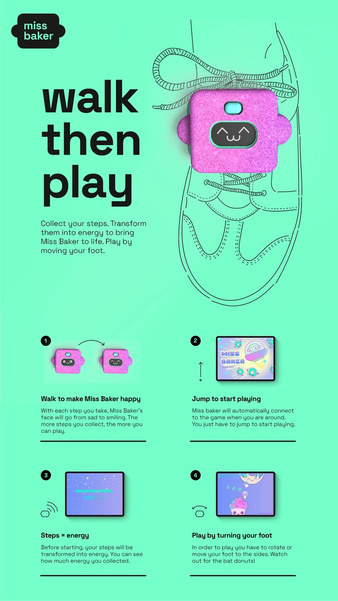 miss
baker
walk
then
play
Collect your steps. Transform
them into energy to bring
Miss Baker to life. Play by
moving your foot.
1
Walk to make Miss Baker happy
With each step you take, Miss Baker's
face will go from sad to smiling. The
more steps you collect, the more you
can play.
2
MISS
BAKER
Jump to start playing
Miss baker will automatically connect
to the game when you are around.
You just have to jump to start playing.
3
Steps = energy
Before starting, your steps will be
transformed into energy. You can see
how much energy you collected.
4
Play by turning your foot
In order to play you have to rotate or
move your foot to the sides. Watch
out for the bat donuts!